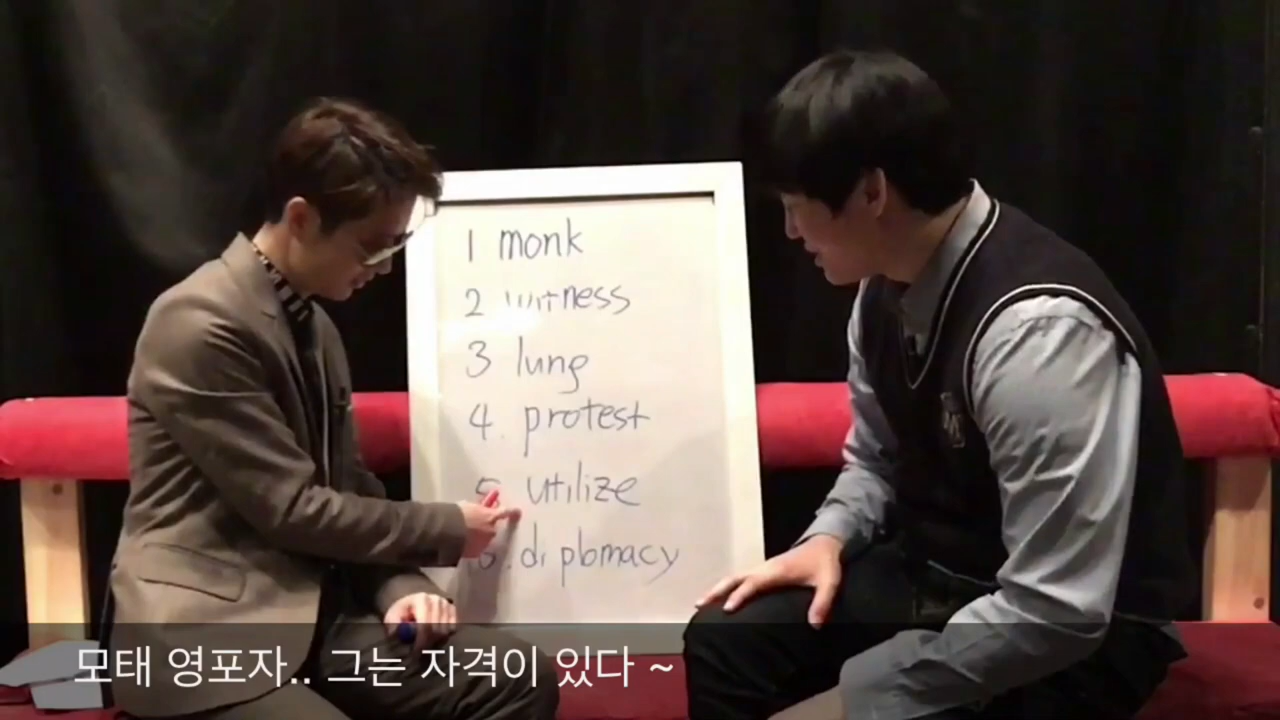 1 monk
2 witness
3 lung
4. protest
5 utilize
6. diplomacy
모태 영포자.. 그는 자격이 있다 ~